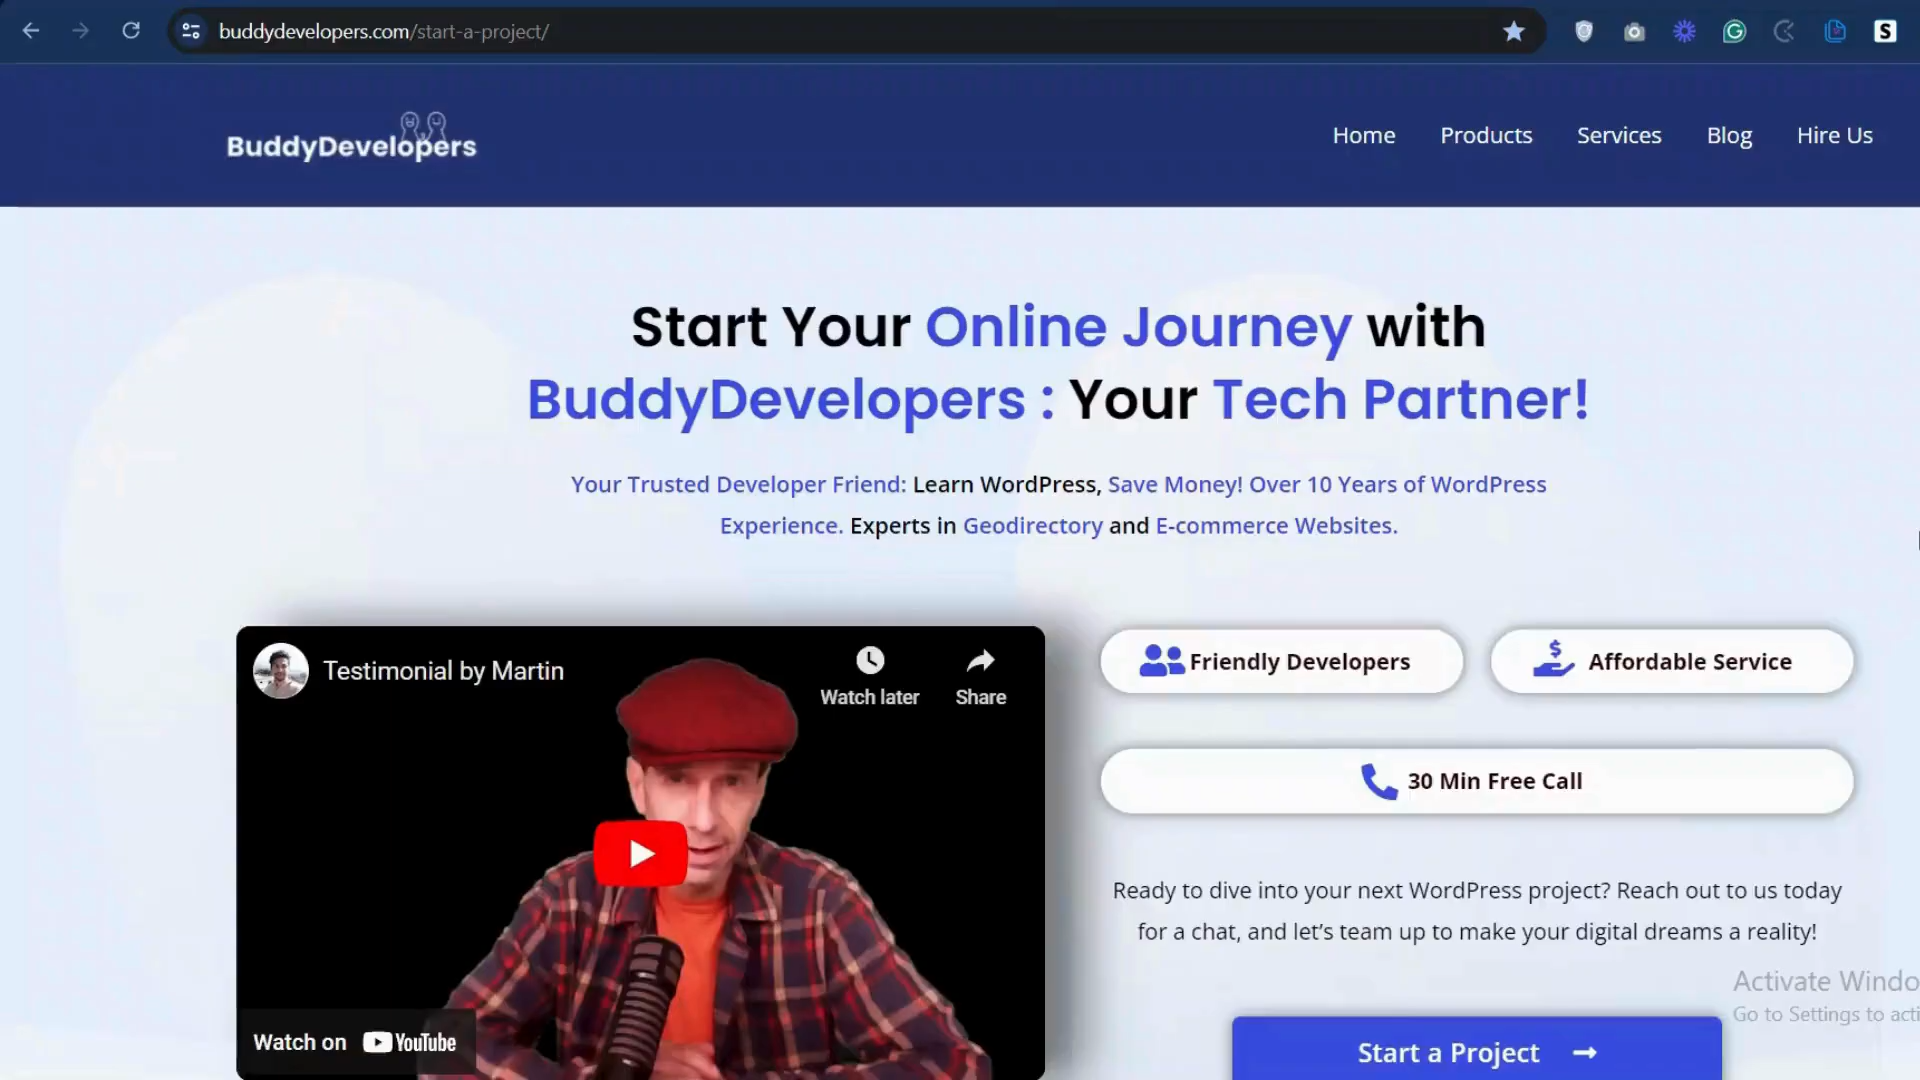 buddydevelopers.com/start-a-project/
S
BuddyDevelopers
Home Products Services Blog Hire Us
Start Your Online Journey with
BuddyDevelopers : Your Tech Partner!
Your Trusted Developer Friend: Learn WordPress, Save Money! Over 10 Years of WordPress
Experience. Experts in Geodirectory and E-commerce Websites.
Testimonial by Martin
Watch later
Share
Watch on YouTube
Friendly Developers
Affordable Service
30 Min Free Call
Ready to dive into your next WordPress project? Reach out to us today
for a chat, and let’s team up to make your digital dreams a reality!
Activate Windo
Go to Settings to acti
Start a Project